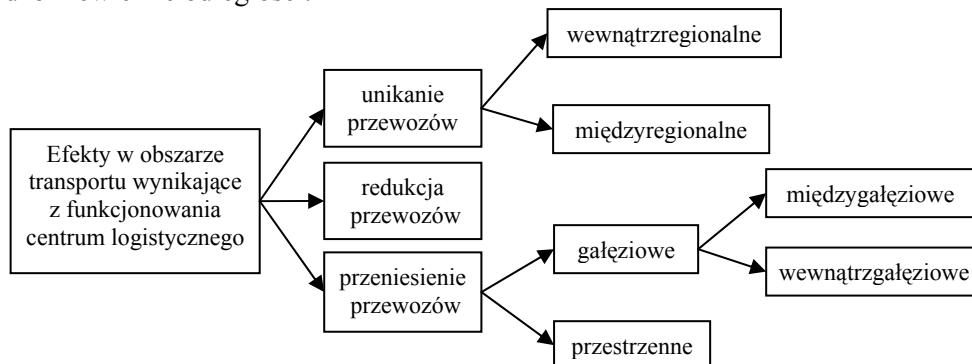 wewnątrzregionalne
unikanie
przewozów
międzyregionalne
Efekty w obszarze
transportu wynikające
z funkcjonowania
centrum logistycznego
redukcja
przewozów
międzygałęziowe
przeniesienie
przewozów
gałęziowe
wewnątrzgałęziowe
przestrzenne